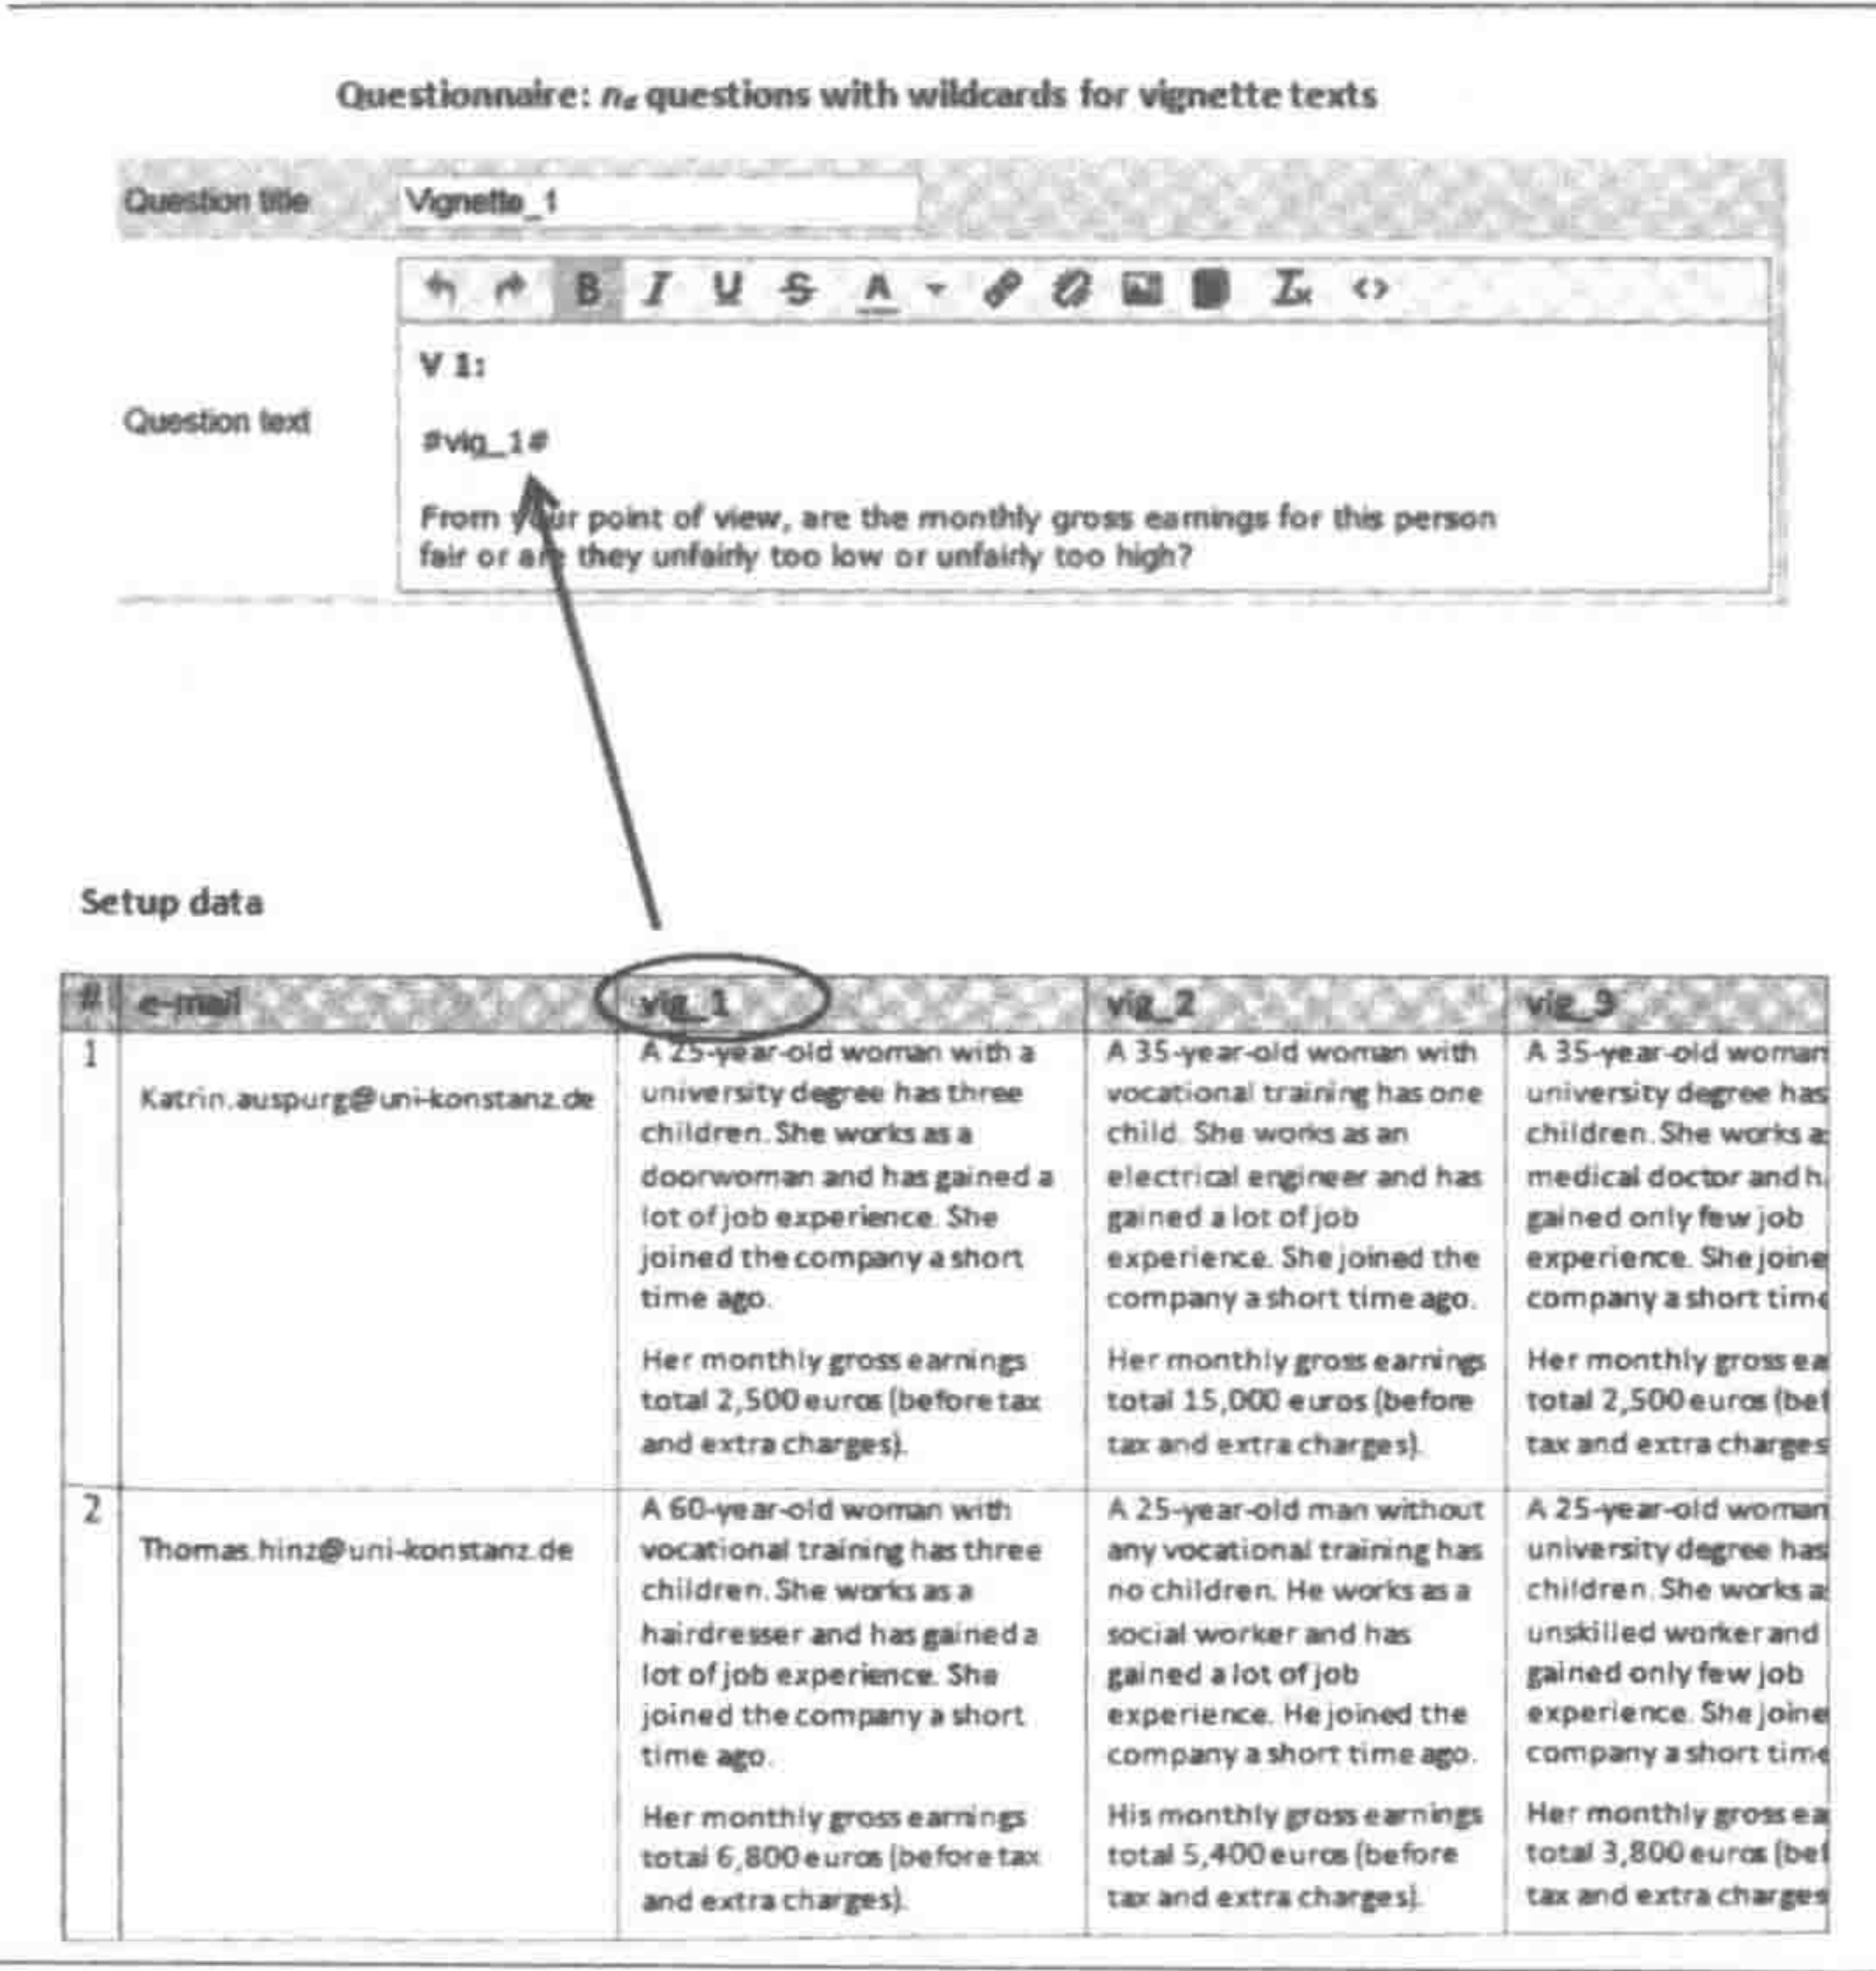 Questionnaire: nd questions with wildcards for vignette texts
Question title
Vignette_1
B I U S A Ix <>
V 1:
Question text
#vig_1#
From your point of view, are the monthly gross earnings for this person
fair or are they unfairly too low or unfairly too high?
Setup data
# e-mail vig_1 vig_2 vig_3
1
Katrin.auspurg@uni-konstanz.de
A 25-year-old woman with a
university degree has three
children. She works as a
doorwoman and has gained a
lot of job experience. She
joined the company a short
time ago.
Her monthly gross earnings
total 2,500 euros (before tax
and extra charges).
A 35-year-old woman with
vocational training has one
child. She works as an
electrical engineer and has
gained a lot of job
experience. She joined the
company a short time ago.
Her monthly gross earnings
total 15,000 euros (before
tax and extra charges).
A 35-year-old woman
university degree has
children. She works a
medical doctor and h
gained only few job
experience. She joine
company a short time
Her monthly gross ea
total 2,500 euros (bef
tax and extra charges
2
Thomas.hinz@uni-konstanz.de
A 60-year-old woman with
vocational training has three
children. She works as a
hairdresser and has gained a
lot of job experience. She
joined the company a short
time ago.
Her monthly gross earnings
total 6,800 euros (before tax
and extra charges).
A 25-year-old man without
any vocational training has
no children. He works as a
social worker and has
gained a lot of job
experience. He joined the
company a short time ago.
His monthly gross earnings
total 5,400 euros (before
tax and extra charges).
A 25-year-old woman
university degree has
children. She works a
unskilled worker and
gained only few job
experience. She joine
company a short time
Her monthly gross ea
total 3,800 euros (bef
tax and extra charges